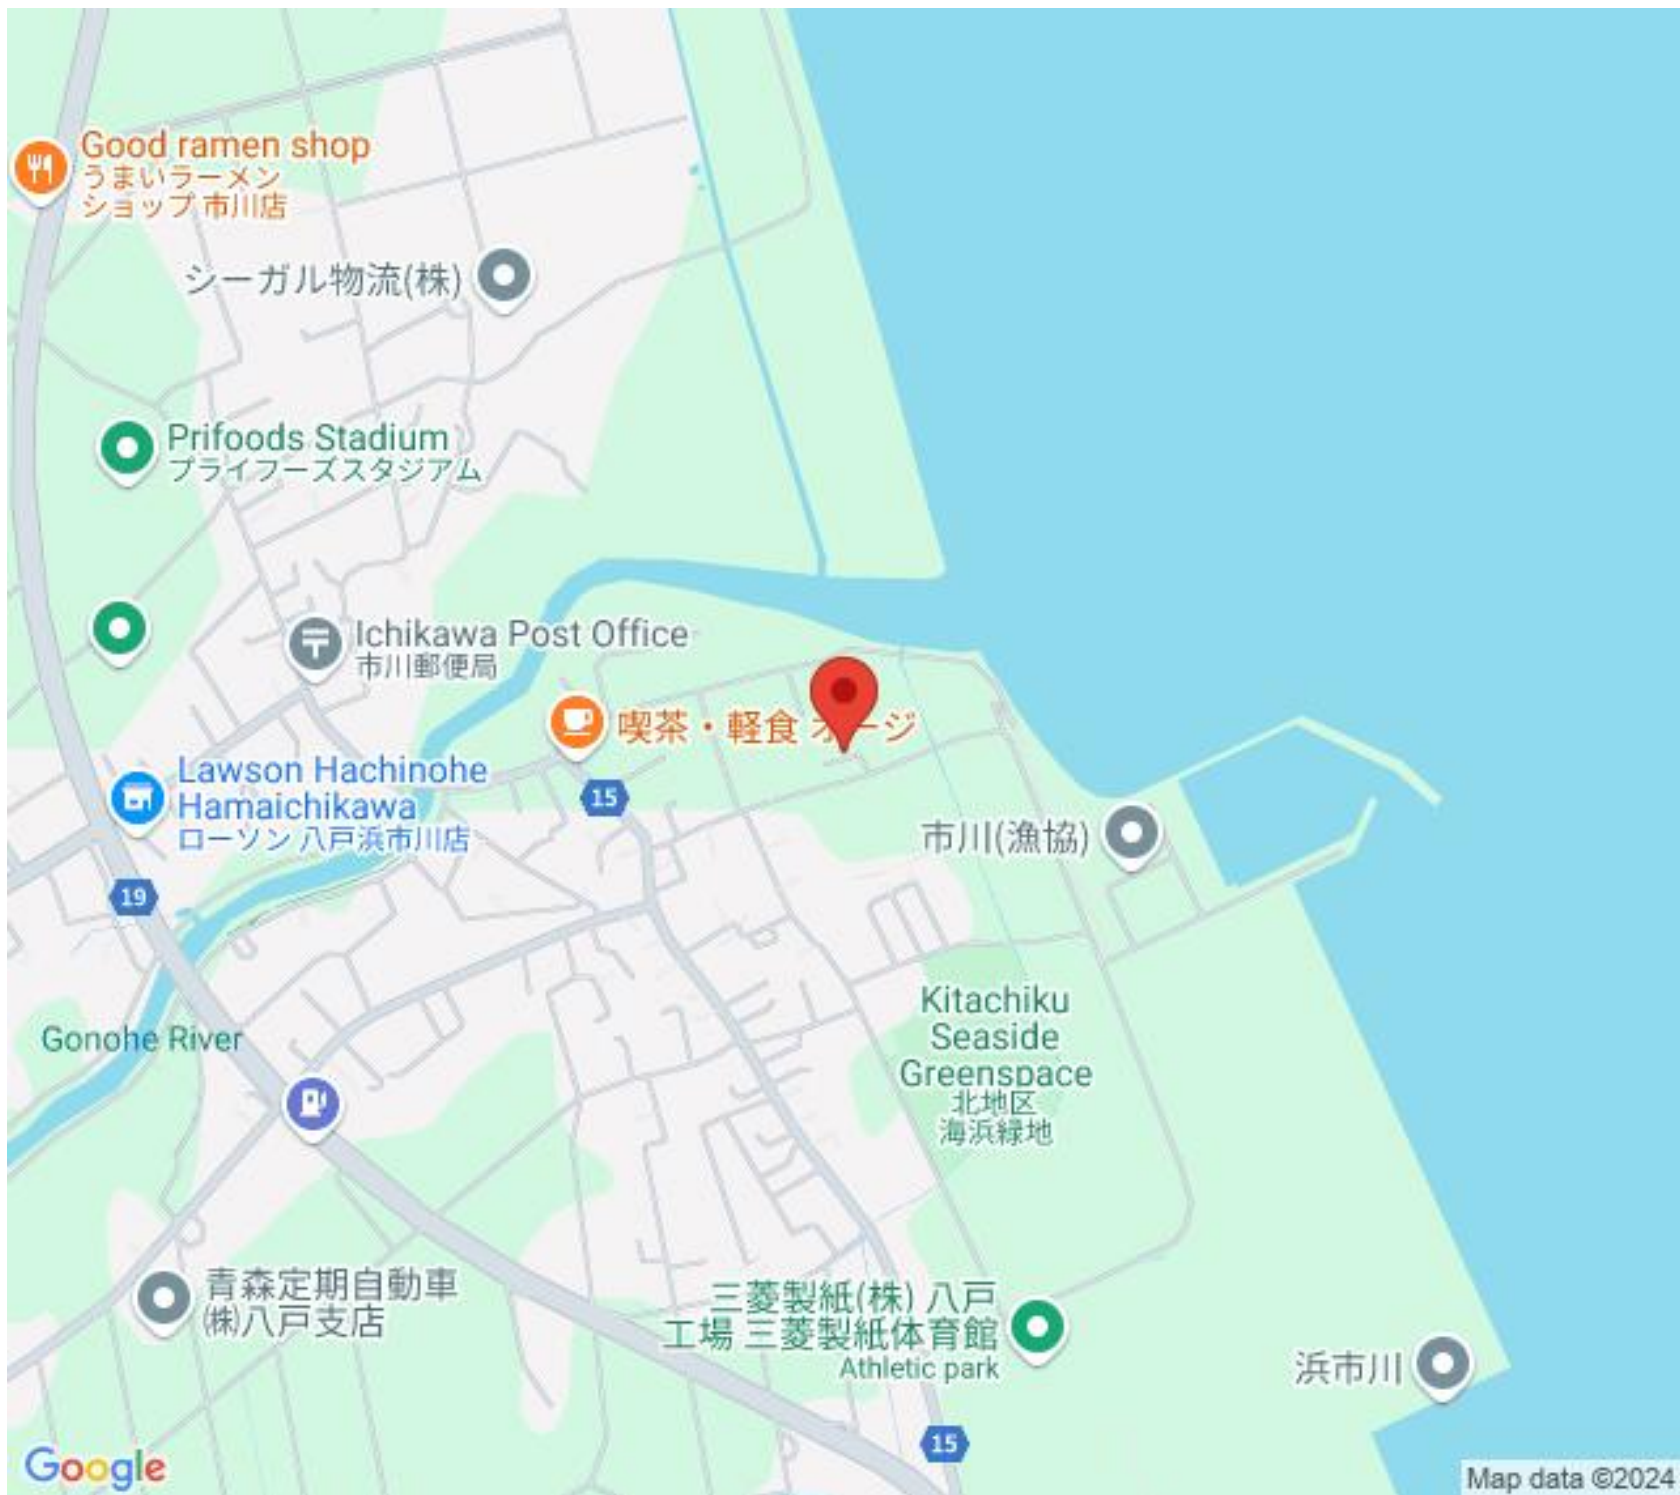 Good ramen shop
うまいラーメン
ショップ 市川店
シーガル物流(株)
Prifoods Stadium
プライフーズスタジアム
Ichikawa Post Office
市川郵便局
喫茶・軽食 オージ
Lawson Hachinohe
Hamaichikawa
ローソン 八戸浜市川店
15
市川(漁協)
19
Kitachiku
Seaside
Greenspace
北地区
海浜緑地
Gonohe River
青森定期自動車
㈱八戸支店
三菱製紙(株) 八戸
工場 三菱製紙体育館
Athletic park
浜市川
15
Google
Map data ©2024